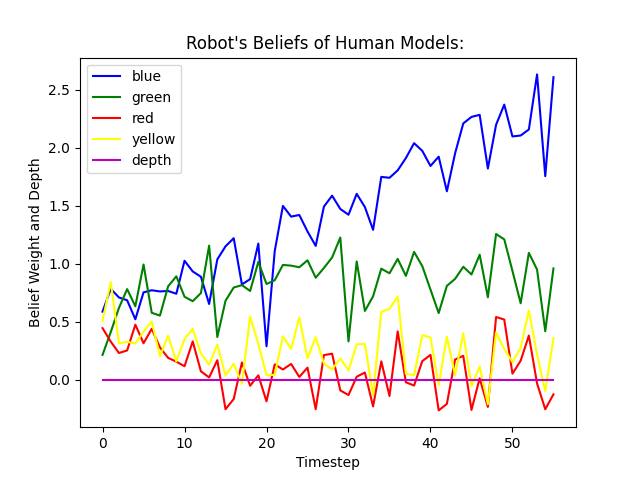 Robot's Beliefs of Human Models:
blue
green
red
yellow
depth
2.5
2.0
1.5
1.0
0.5
0.0
Belief Weight and Depth
0 10 20 30 40 50
Timestep